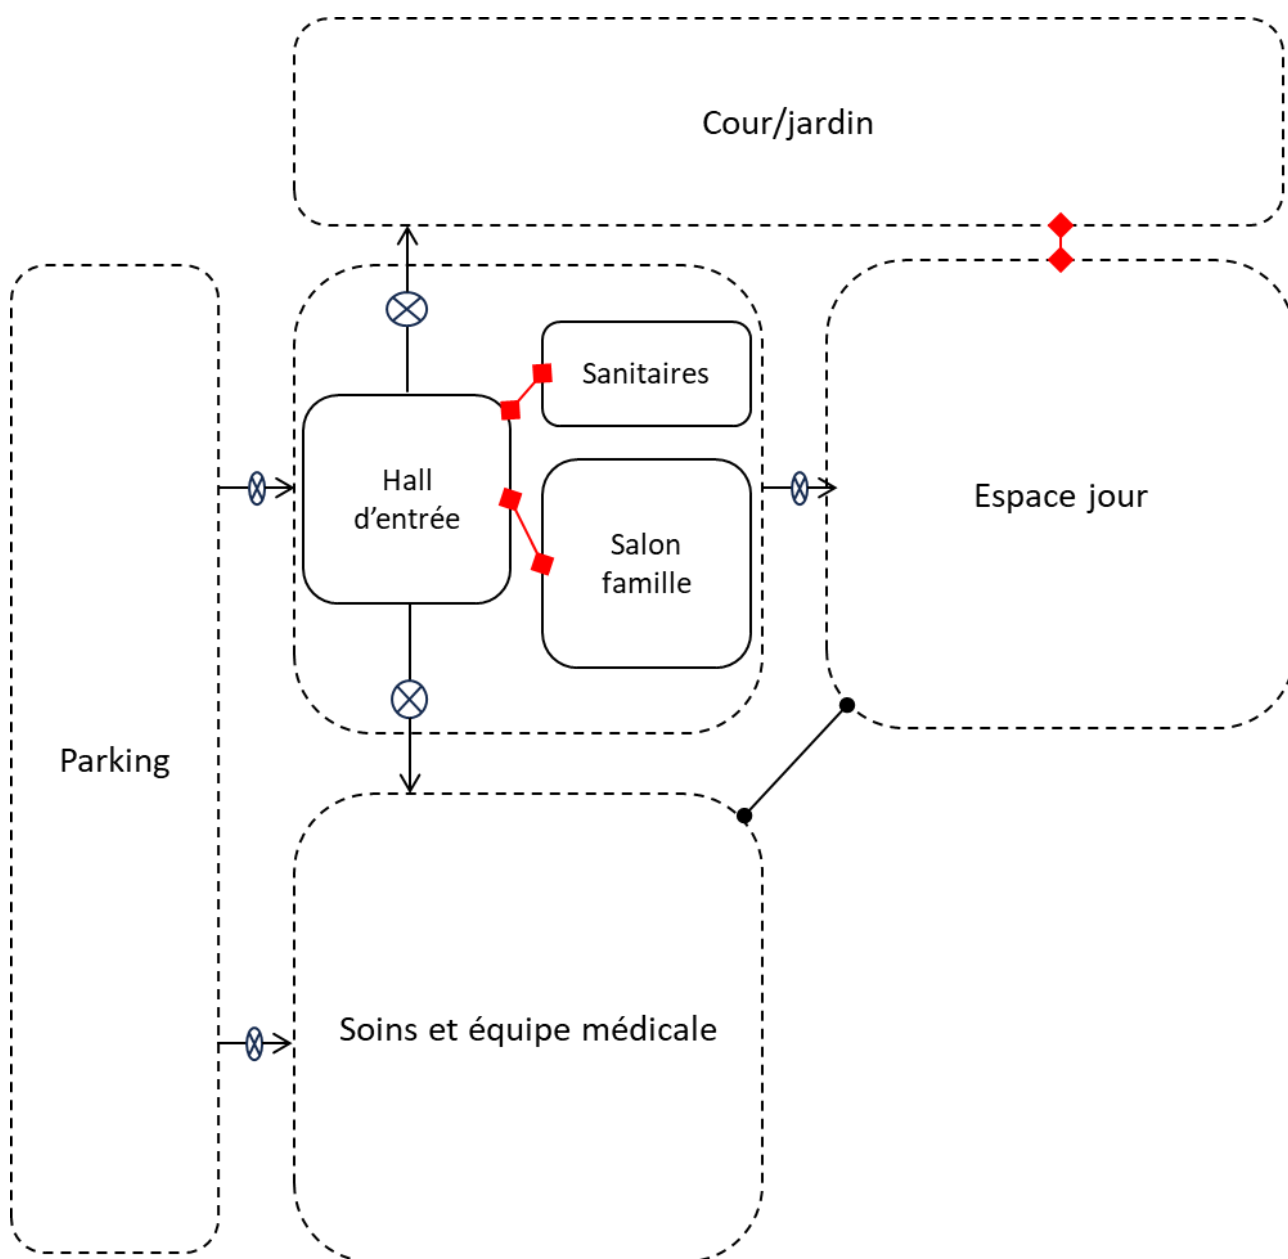 Cour/jardin
Sanitaires
Hall
d’entrée
Espace jour
Salon
famille
Parking
Soins et équipe médicale